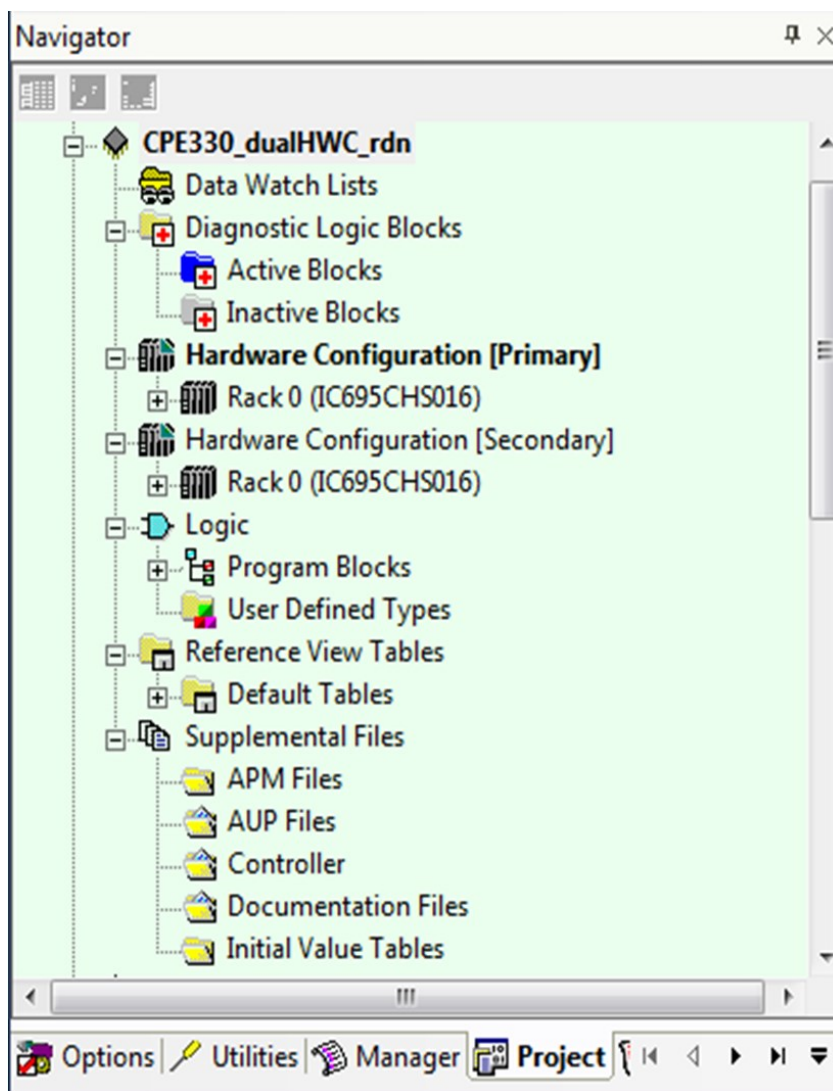 Navigator
CPE330_dualHWC_rdn
Data Watch Lists
Diagnostic Logic Blocks
Active Blocks
Inactive Blocks
Hardware Configuration [Primary]
Rack 0 (IC695CHS016)
Hardware Configuration [Secondary]
Rack 0 (IC695CHS016)
Logic
Program Blocks
User Defined Types
Reference View Tables
Default Tables
Supplemental Files
APM Files
AUP Files
Controller
Documentation Files
Initial Value Tables
Options Utilities Manager Project